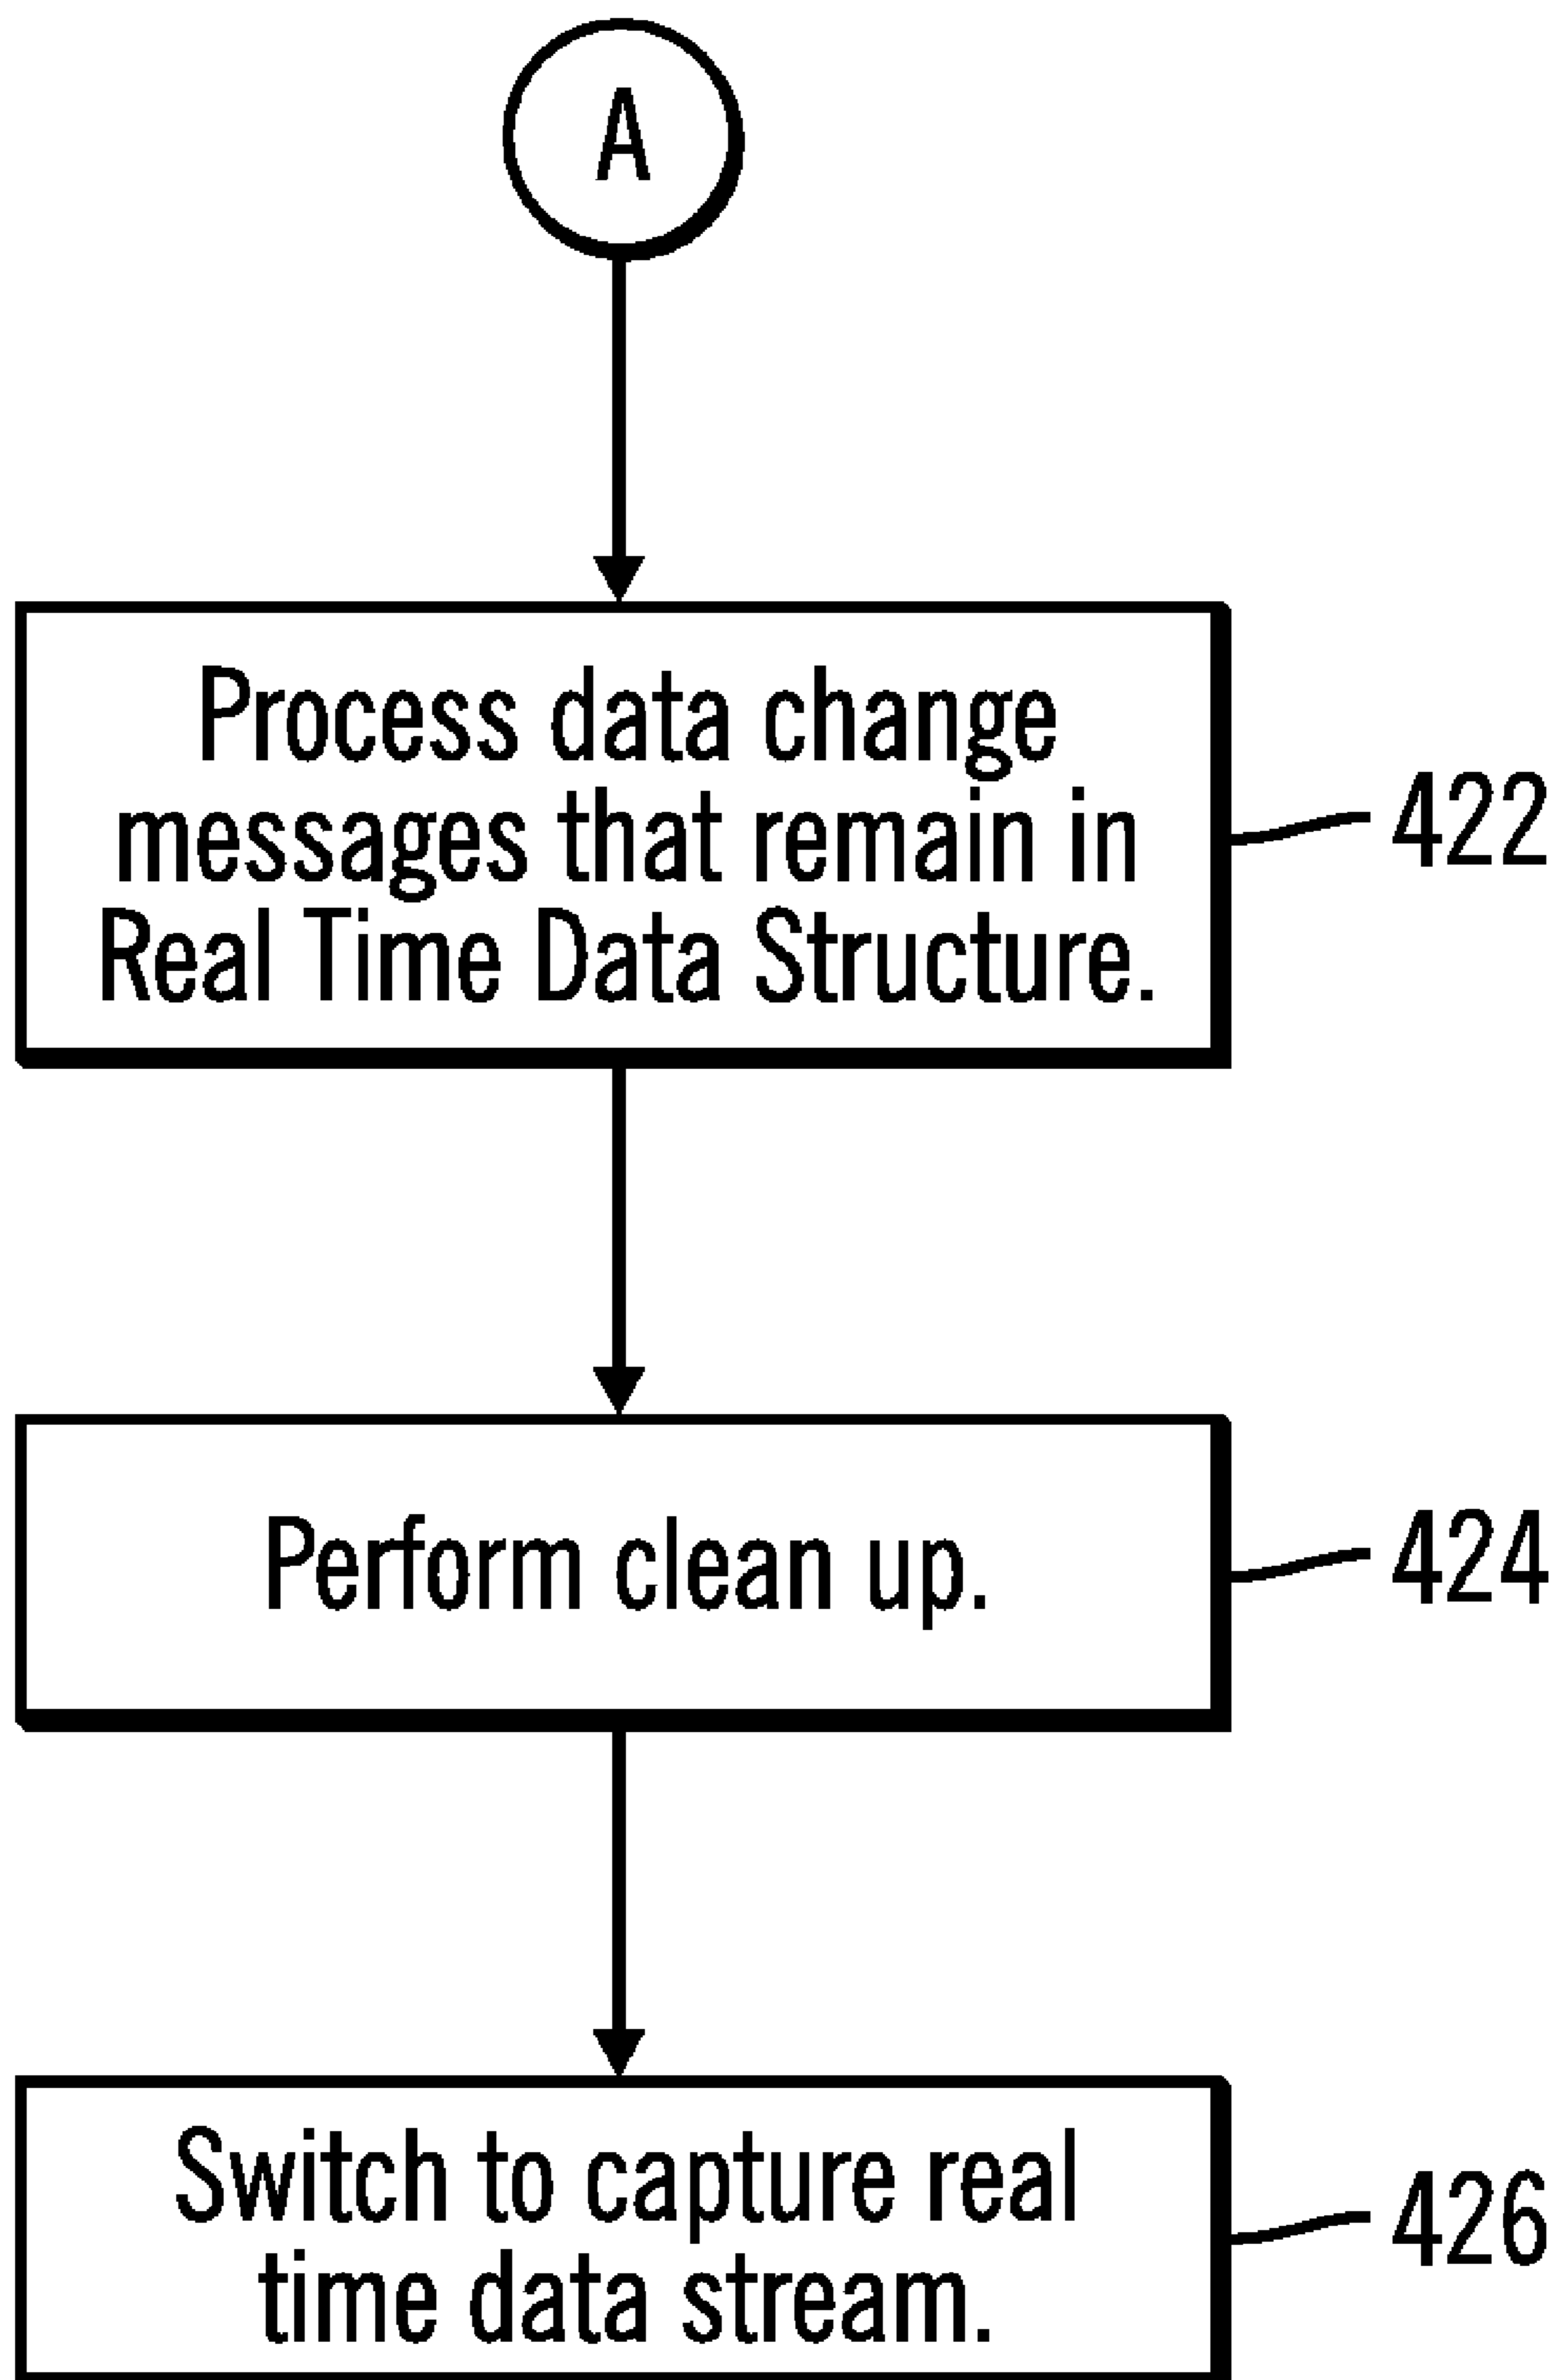 A
Process data change
messages that remain in
Real Time Data Structure.
422
Perform clean up.
424
Switch to capture real
time data stream.
426